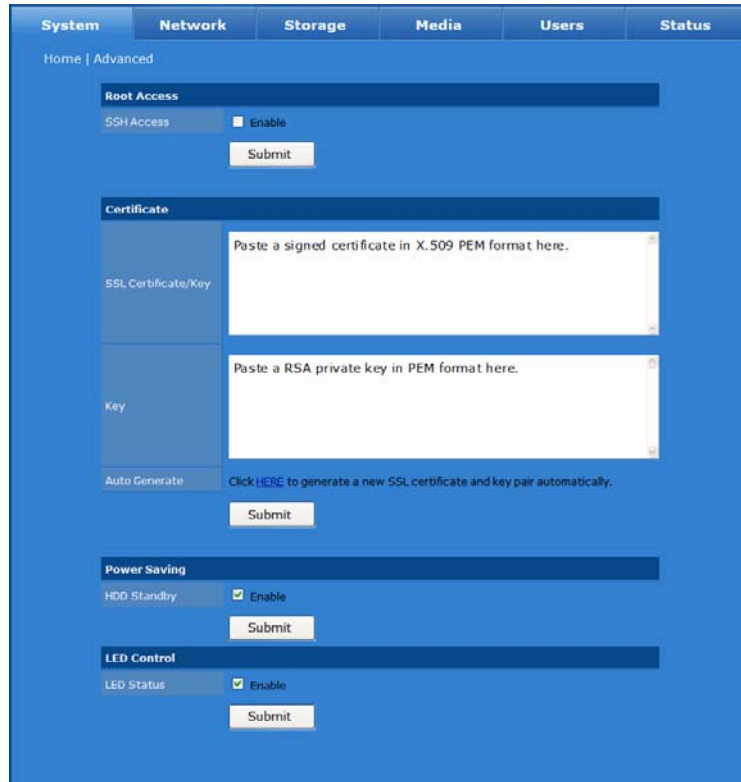 System Network Storage Media Users Status
Home | Advanced
Root Access
SSH Access Enable
Submit
Certificate
SSL Certificate/Key
Paste a signed certificate in X.509 PEM format here.
Key
Paste a RSA private key in PEM format here.
Auto Generate Click HERE to generate a new SSL certificate and key pair automatically.
Submit
Power Saving
HDD Standby Enable
Submit
LED Control
LED Status Enable
Submit